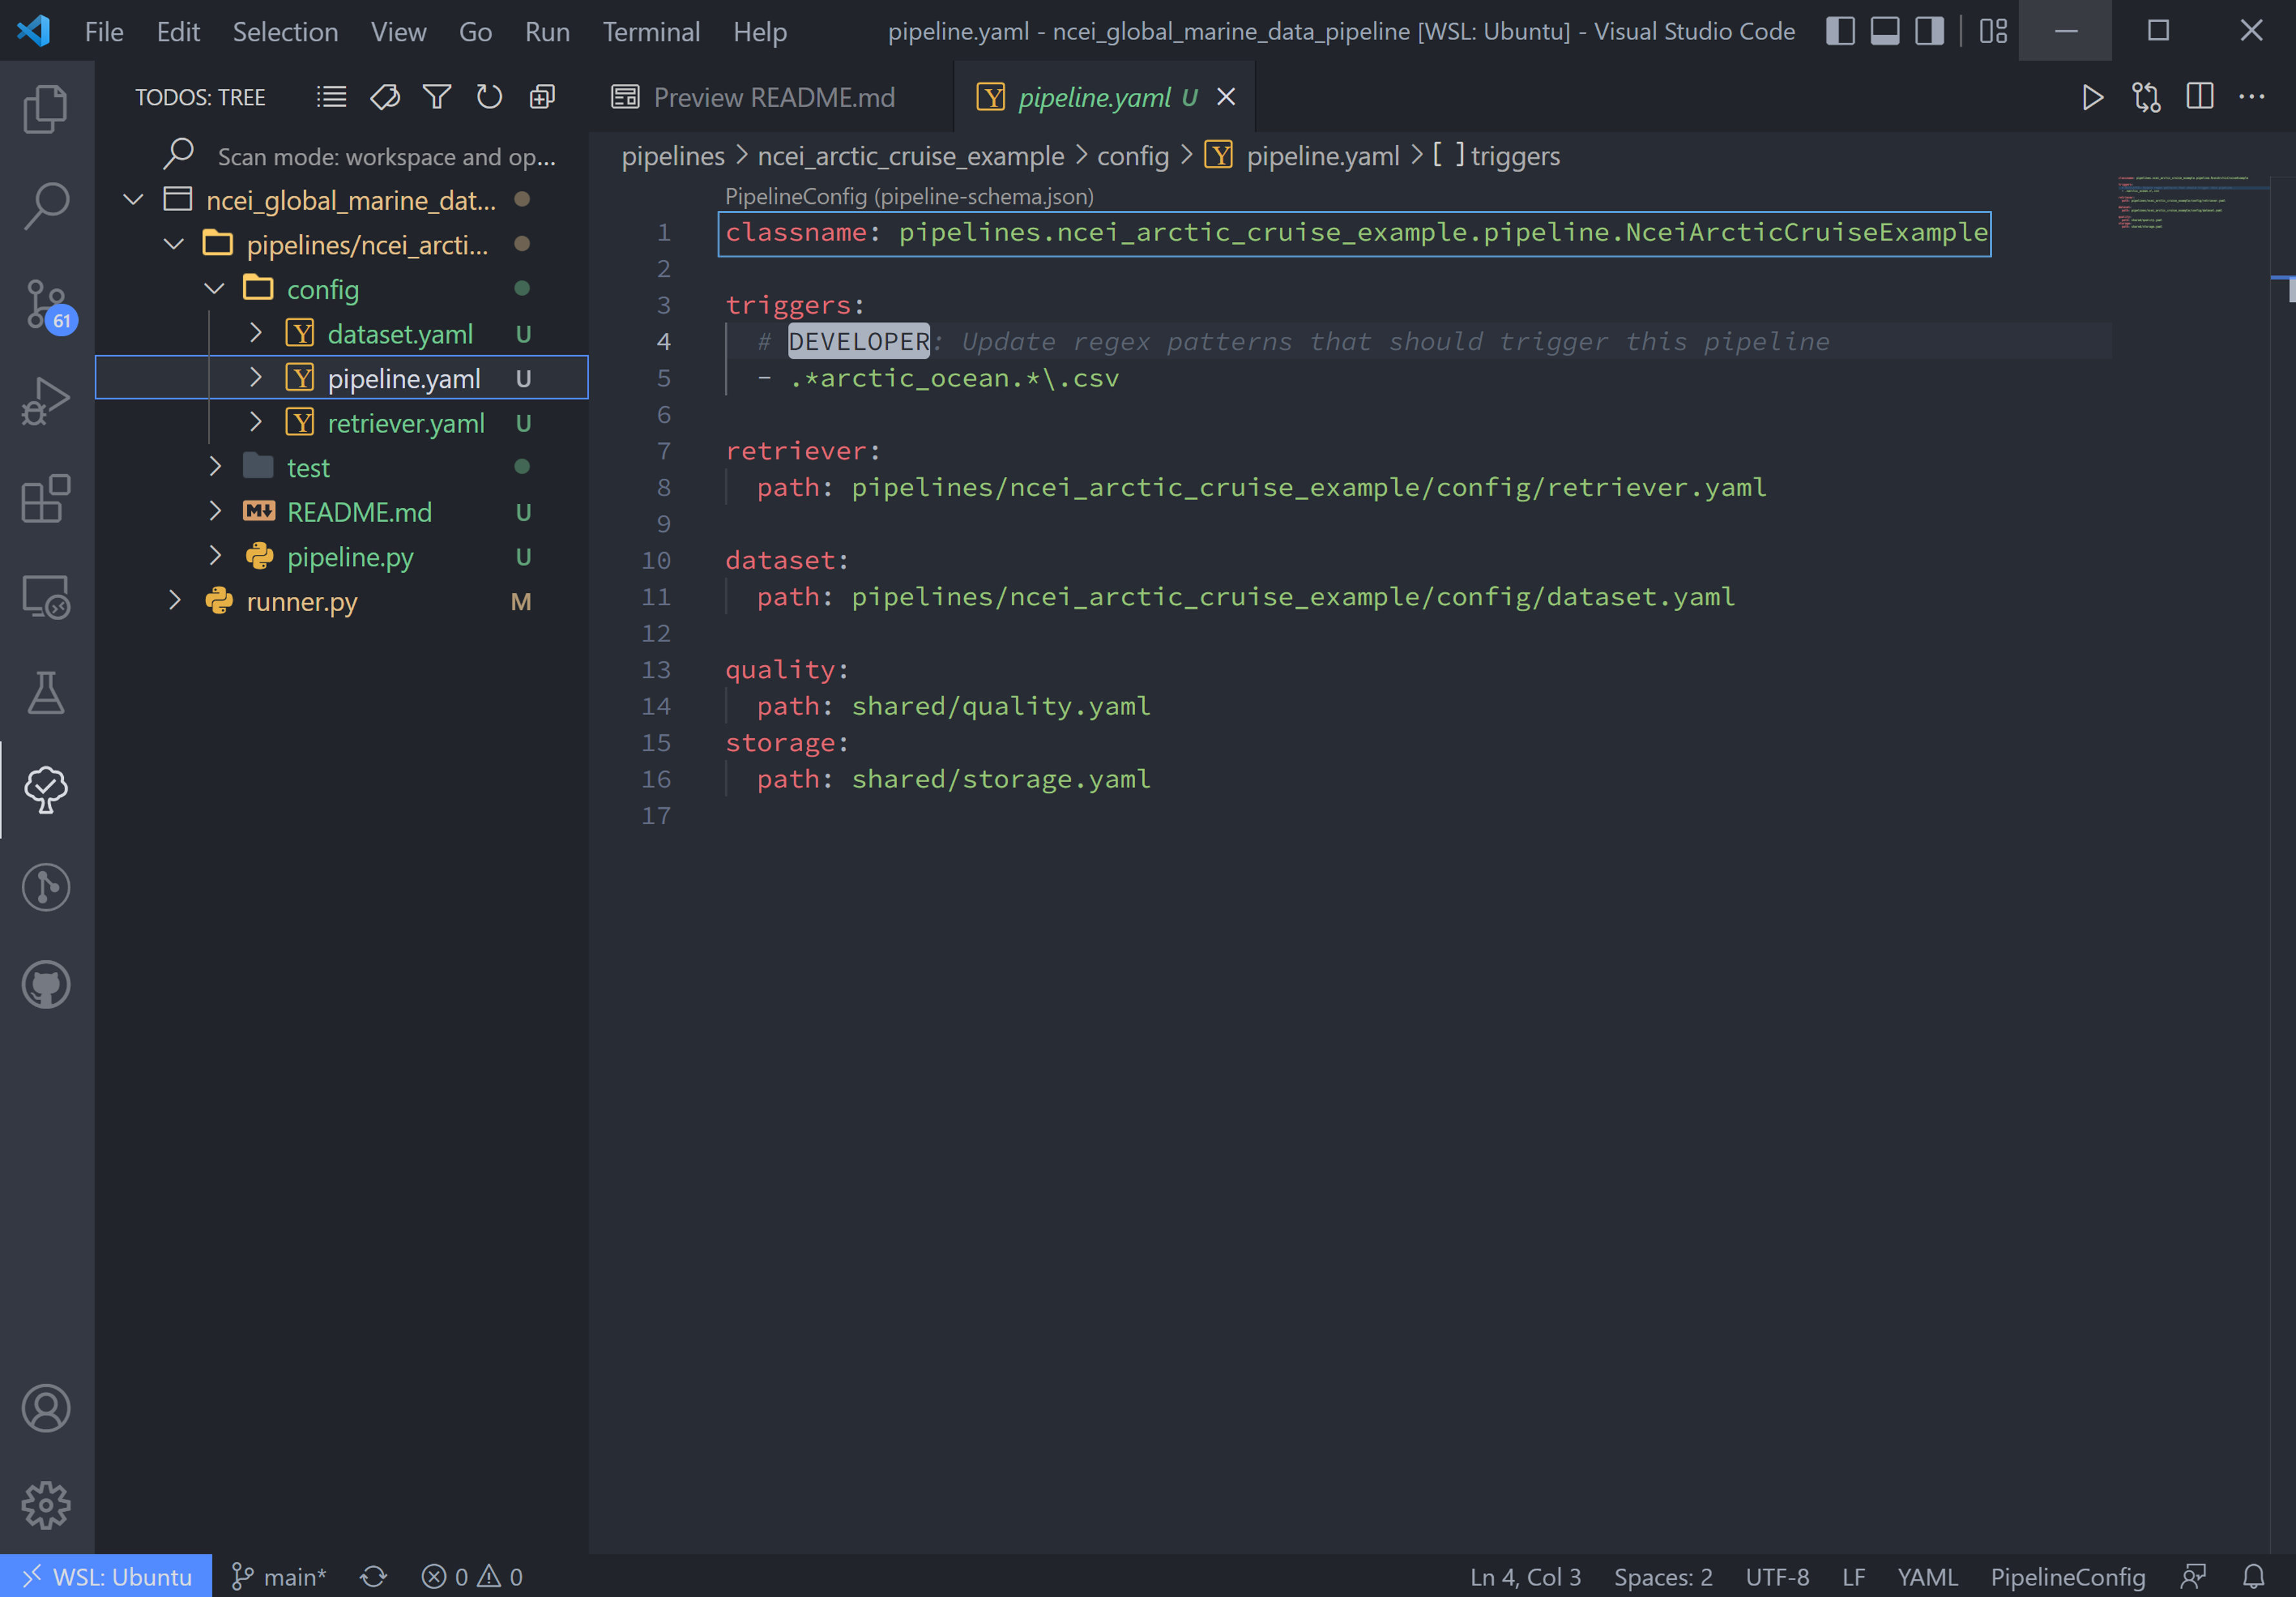 File Edit Selection View Go Run Terminal Help pipeline.yaml - ncei_global_marine_data_pipeline [WSL: Ubuntu] - Visual Studio Code
TODOS: TREE
Preview README.md
Y pipeline.yaml U
Scan mode: workspace and op...
pipelines > ncei_arctic_cruise_example > config > Y pipeline.yaml > [ ] triggers
ncei_global_marine_dat...
pipelines/ncei_arcti...
config
Y dataset.yaml U
Y pipeline.yaml U
Y retriever.yaml U
test
M README.md U
pipeline.py U
runner.py M
61
PipelineConfig (pipeline-schema.json)
1 classname: pipelines.ncei_arctic_cruise_example.pipeline.NceiArcticCruiseExample
2
3 triggers:
4 # DEVELOPER: Update regex patterns that should trigger this pipeline
5 - .*arctic_ocean.*\.csv
6
7 retriever:
8 path: pipelines/ncei_arctic_cruise_example/config/retriever.yaml
9
10 dataset:
11 path: pipelines/ncei_arctic_cruise_example/config/dataset.yaml
12
13 quality:
14 path: shared/quality.yaml
15 storage:
16 path: shared/storage.yaml
17
WSL: Ubuntu main* 0 0 Ln 4, Col 3 Spaces: 2 UTF-8 LF YAML PipelineConfig